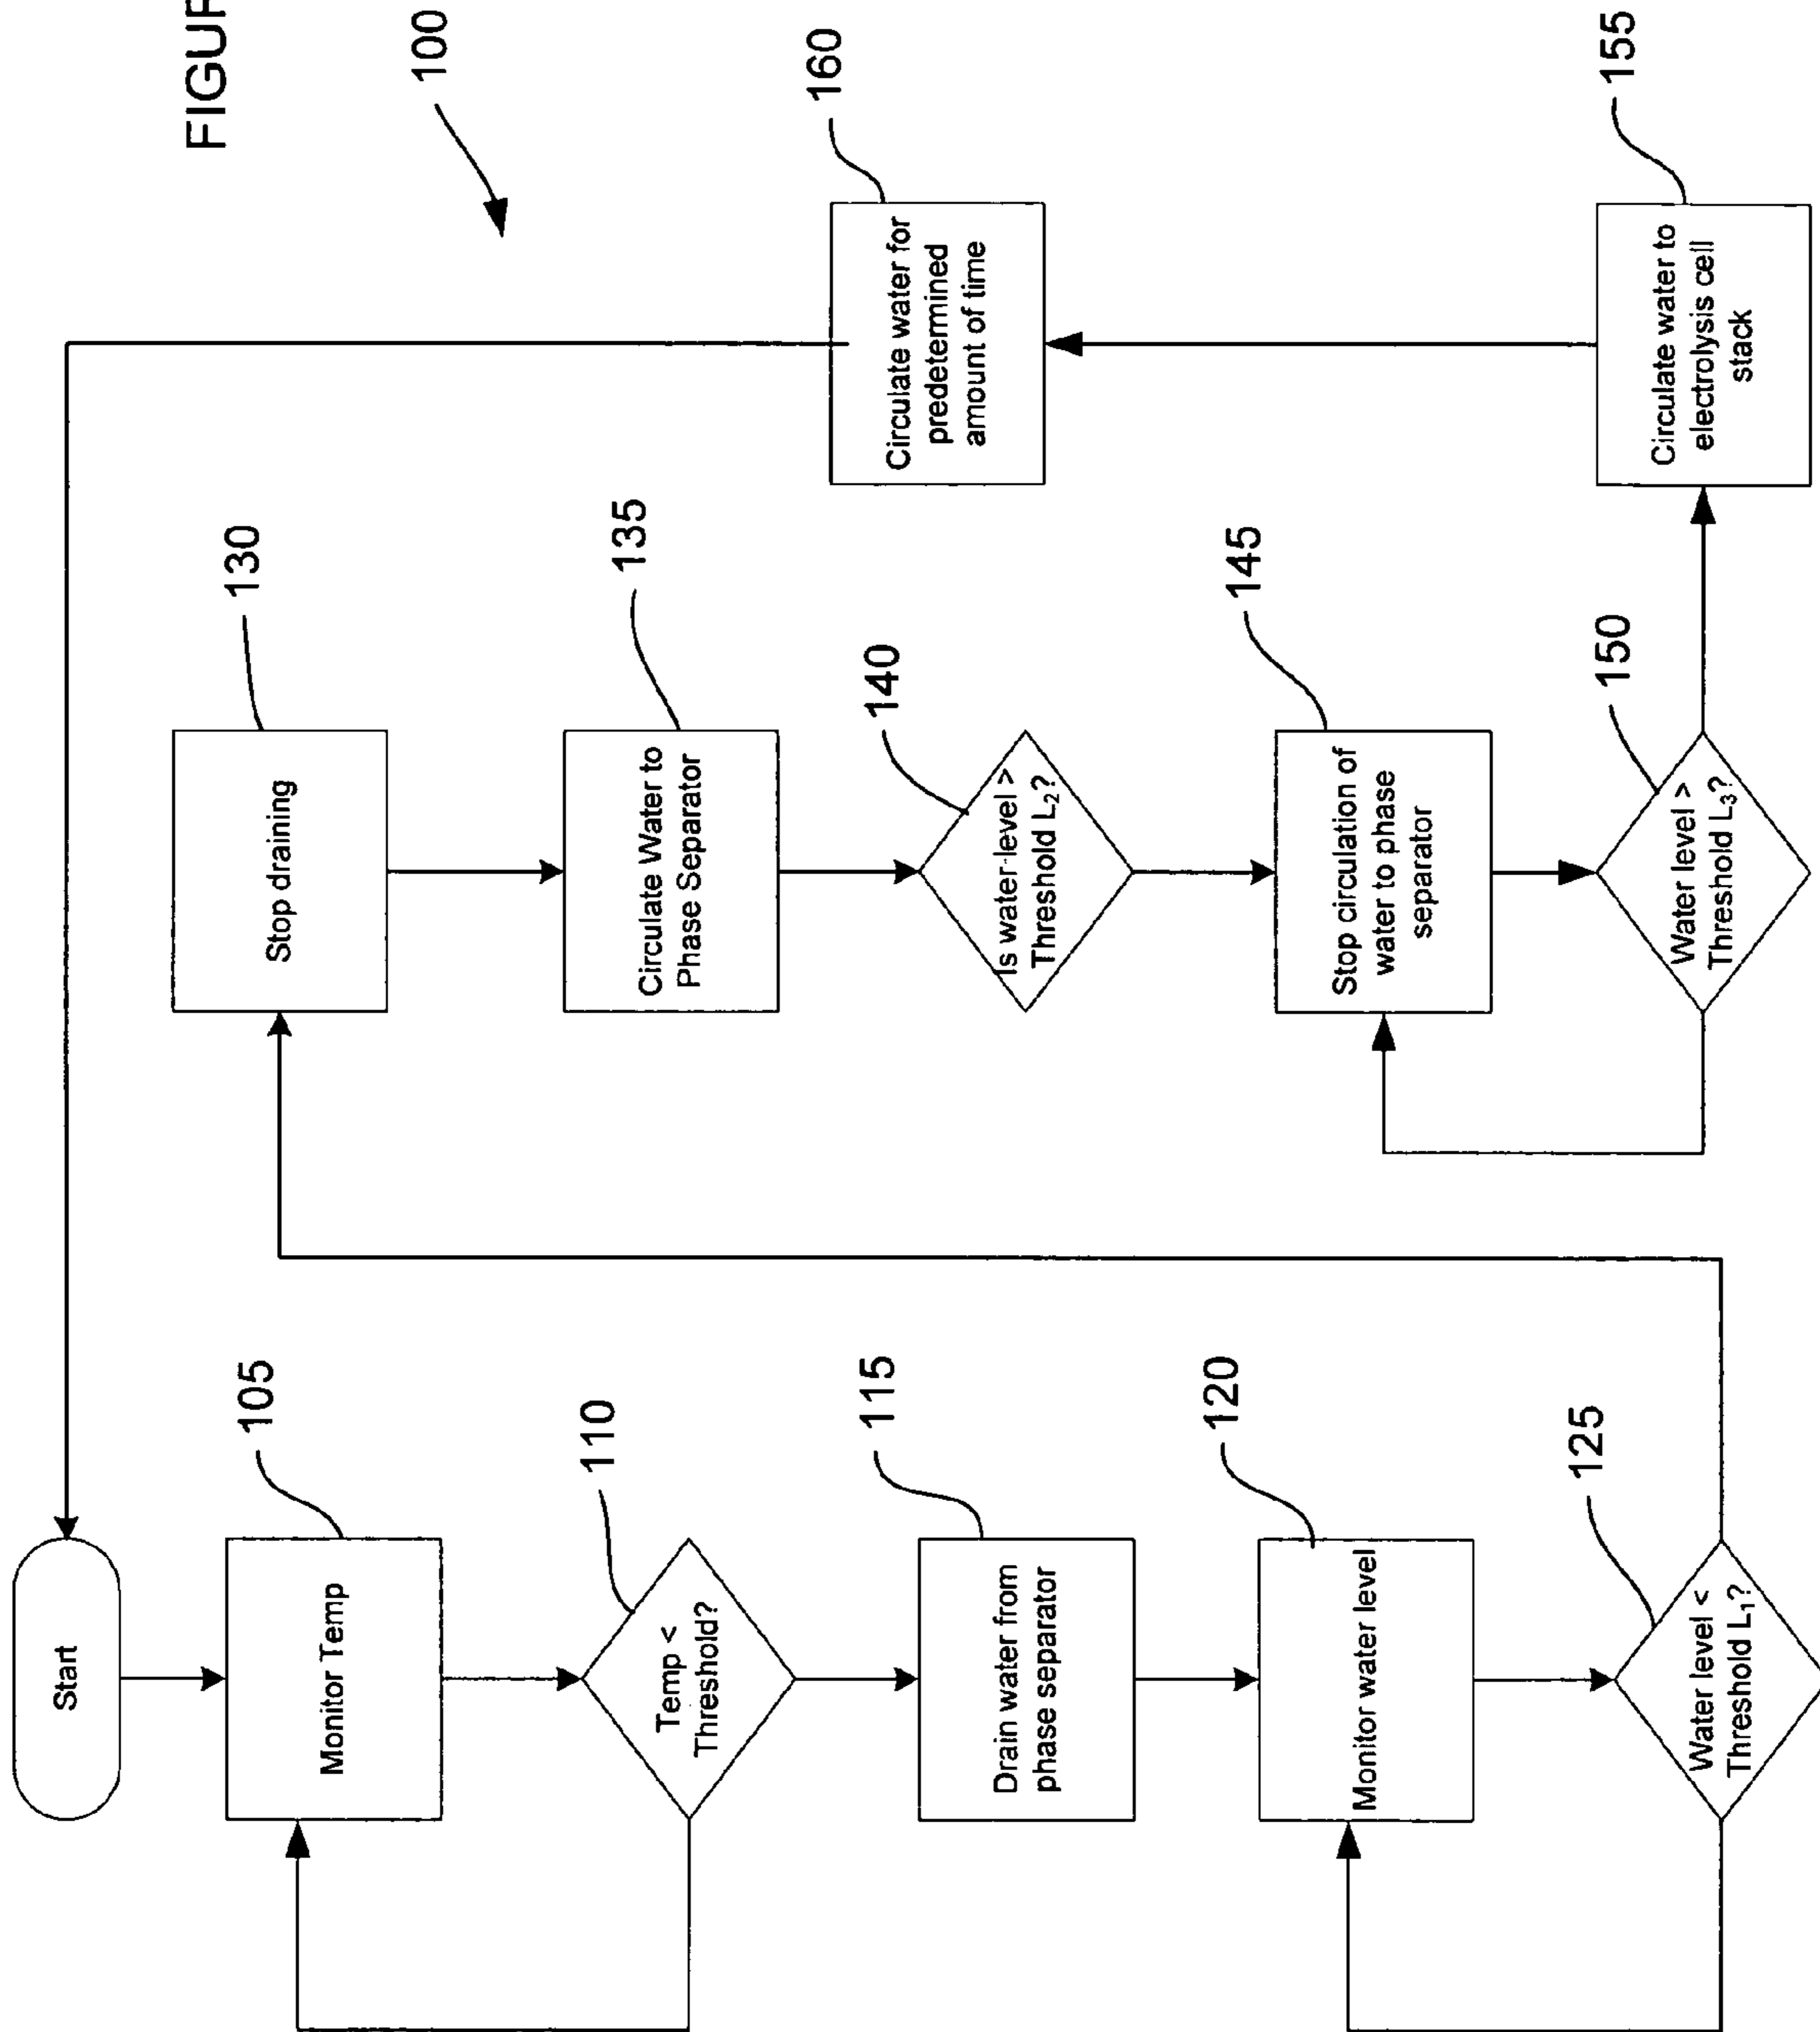 FIGUR
100
Start
105
Monitor Temp
110
Temp <
Threshold?
115
Drain water from
phase separator
120
Monitor water level
125
Water level <
Threshold L₁?
130
Stop draining
135
Circulate Water to
Phase Separator
140
Is water-level >
Threshold L₂?
145
Stop circulation of
water to phase
separator
150
Water level >
Threshold L₃?
155
Circulate water to
electrolysis cell
stack
160
Circulate water for
predetermined
amount of time